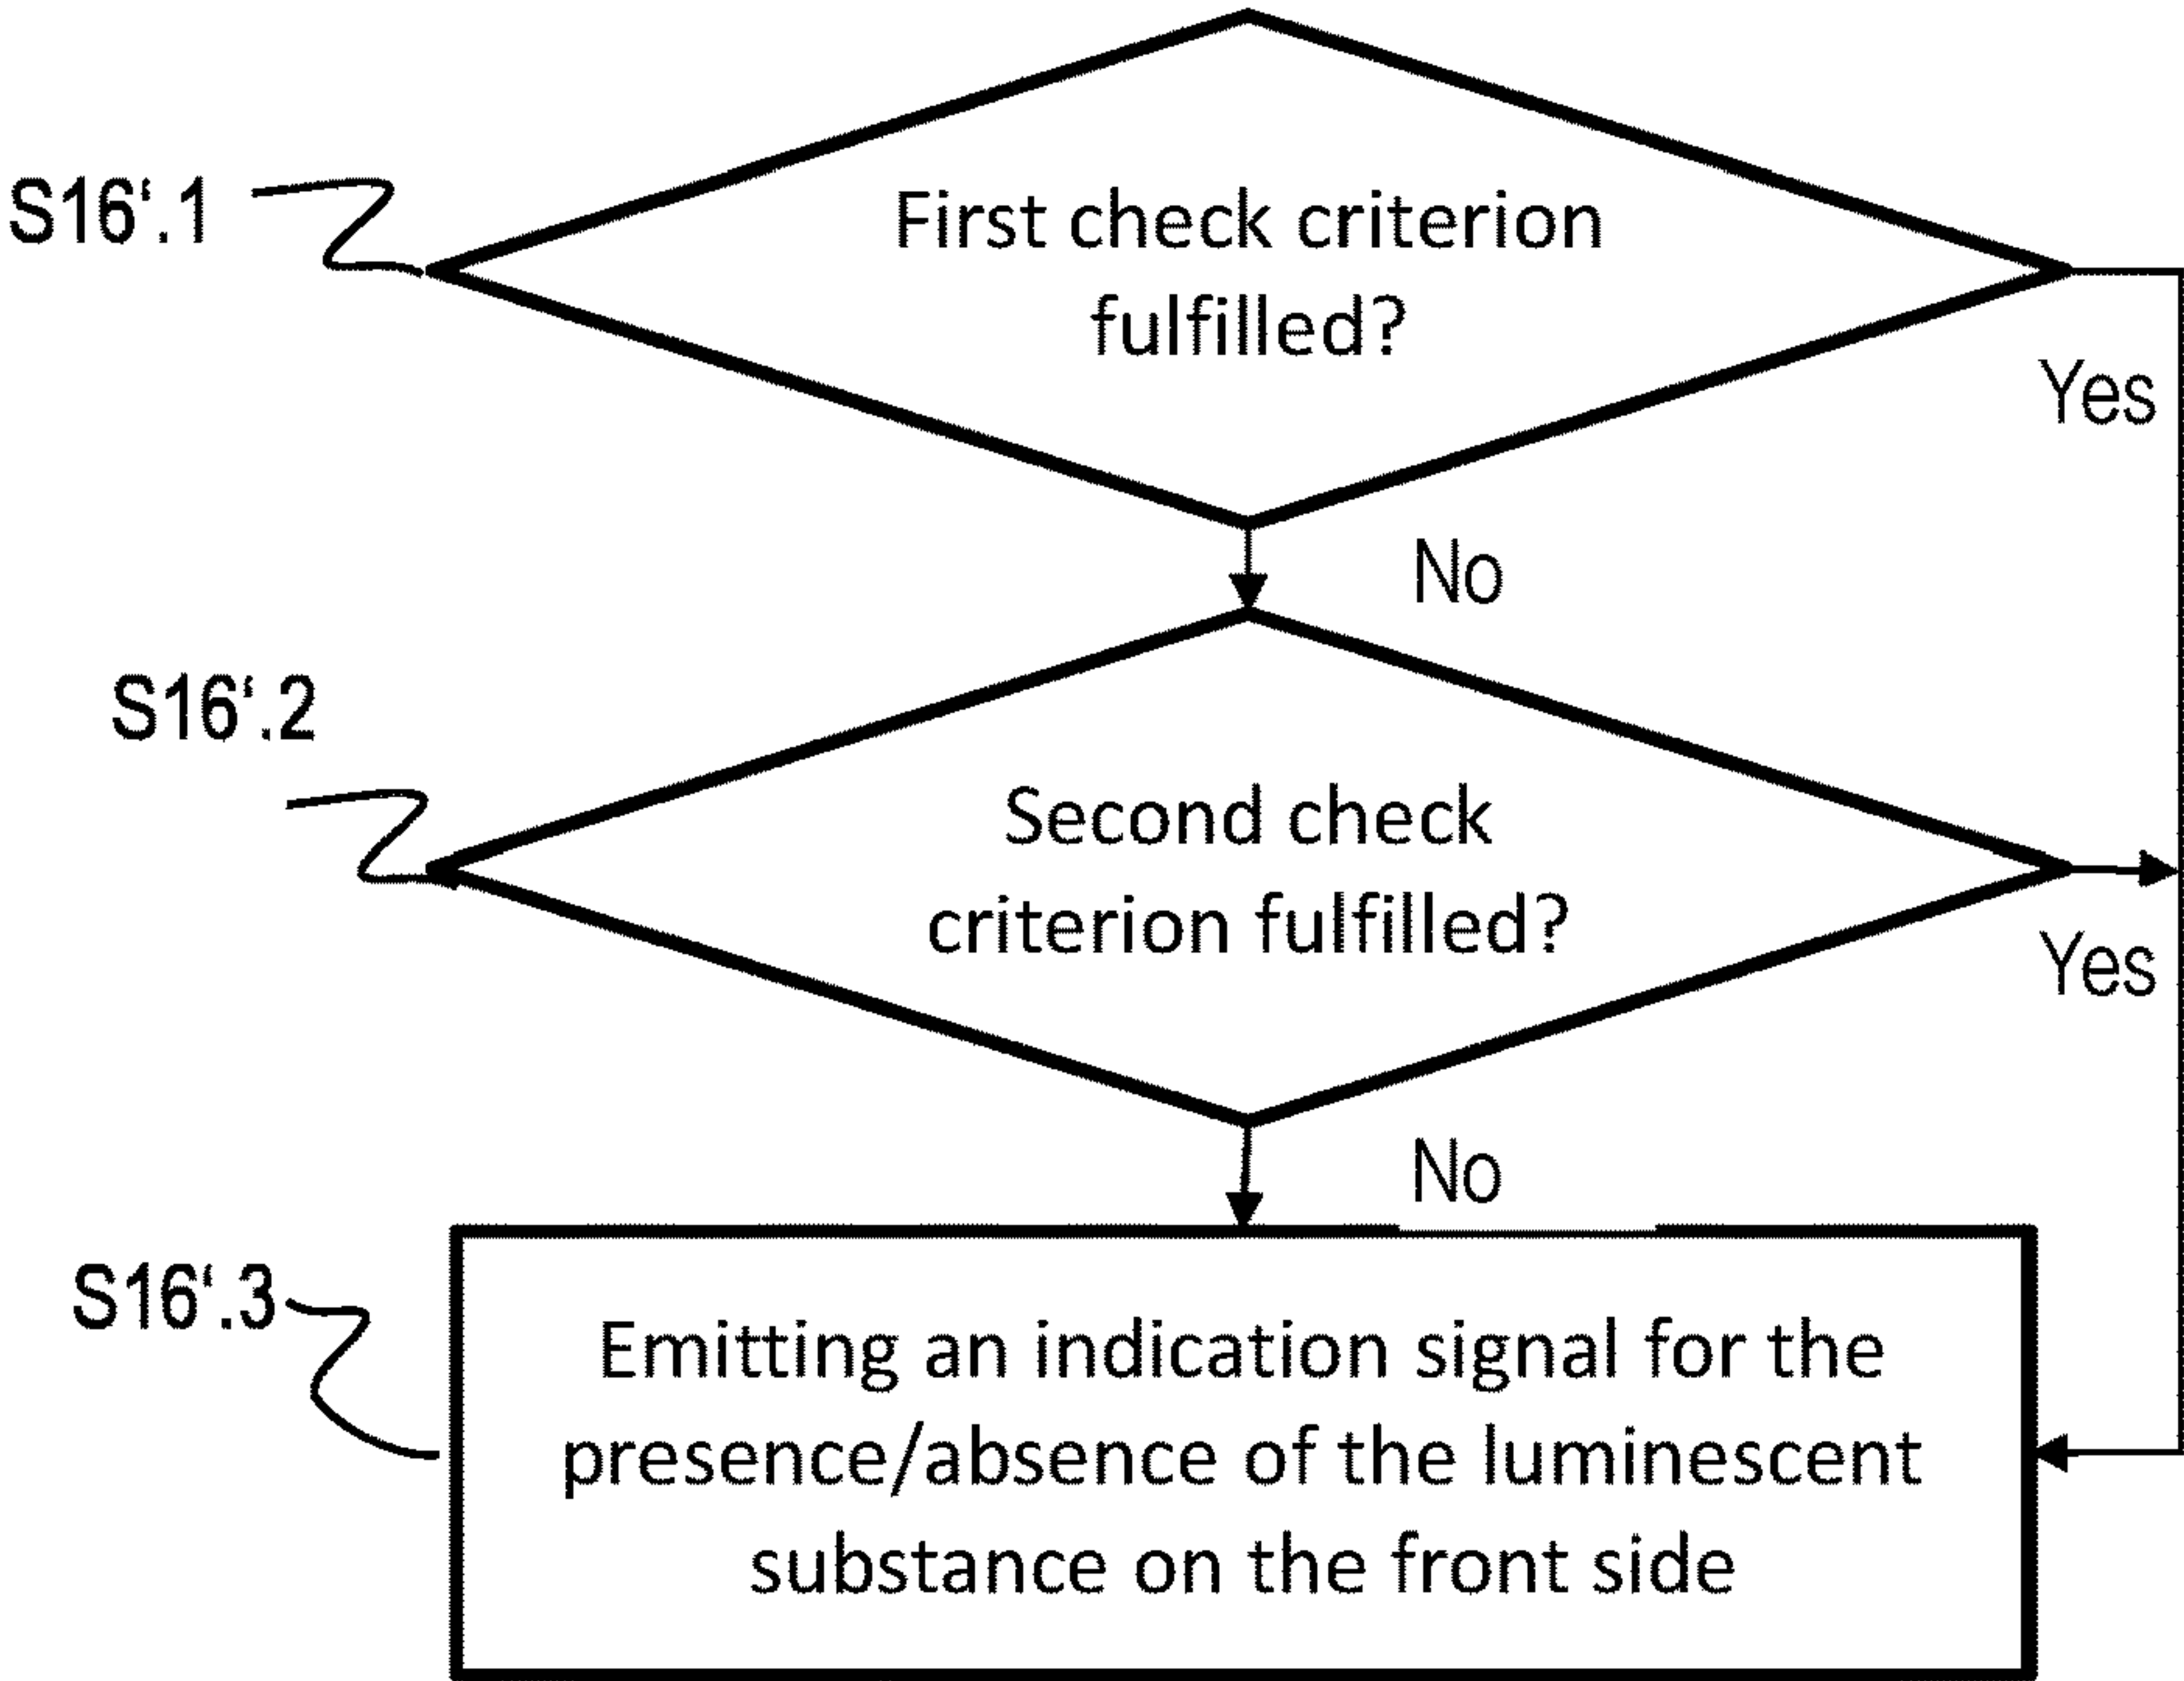 S16‘.1
First check criterion
fulfilled?
Yes
No
S16‘.2
Second check
criterion fulfilled?
Yes
No
S16‘.3
Emitting an indication signal for the
presence/absence of the luminescent
substance on the front side